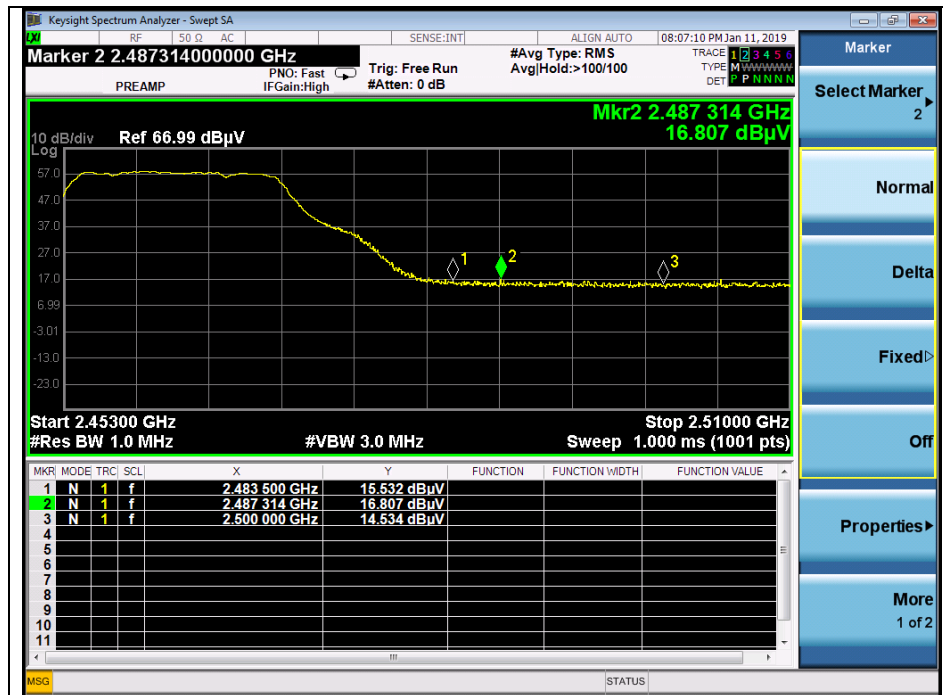 Keysight Spectrum Analyzer - Swept SA
LXI RF 50 Ω AC SENSE:INT ALIGN AUTO 08:07:10 PM Jan 11, 2019
Marker 2 2.487314000000 GHz
PREAMP
PNO: Fast
IFGain:High
Trig: Free Run
#Atten: 0 dB
#Avg Type: RMS
Avg|Hold:>100/100
TRACE 1 2 3 4 5 6
TYPE M W W W W W
DET P P N N N N
Mkr2 2.487 314 GHz
16.807 dBµV
10 dB/div Ref 66.99 dBµV
Log
57.0
47.0
37.0
27.0
17.0
6.99
-3.01
-13.0
-23.0
1
2
3
Start 2.45300 GHz Stop 2.51000 GHz
#Res BW 1.0 MHz #VBW 3.0 MHz Sweep 1.000 ms (1001 pts)
MKR MODE TRC SCL X Y FUNCTION FUNCTION WIDTH FUNCTION VALUE
1 N 1 f 2.483 500 GHz 15.532 dBµV
2 N 1 f 2.487 314 GHz 16.807 dBµV
3 N 1 f 2.500 000 GHz 14.534 dBµV
4
5
6
7
8
9
10
11
MSG STATUS
Marker
Select Marker
2
Normal
Delta
Fixed
Off
Properties
More
1 of 2